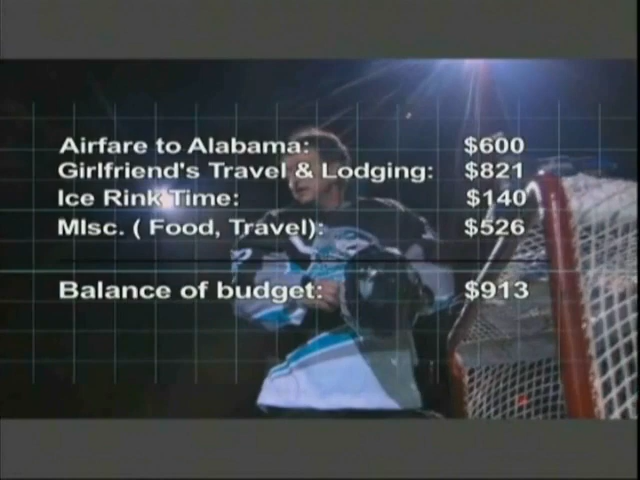 Airfare to Alabama: $600
Girlfriend's Travel & Lodging: $821
Ice Rink Time: $140
MIsc. ( Food, Travel): $526
Balance of budget: $913